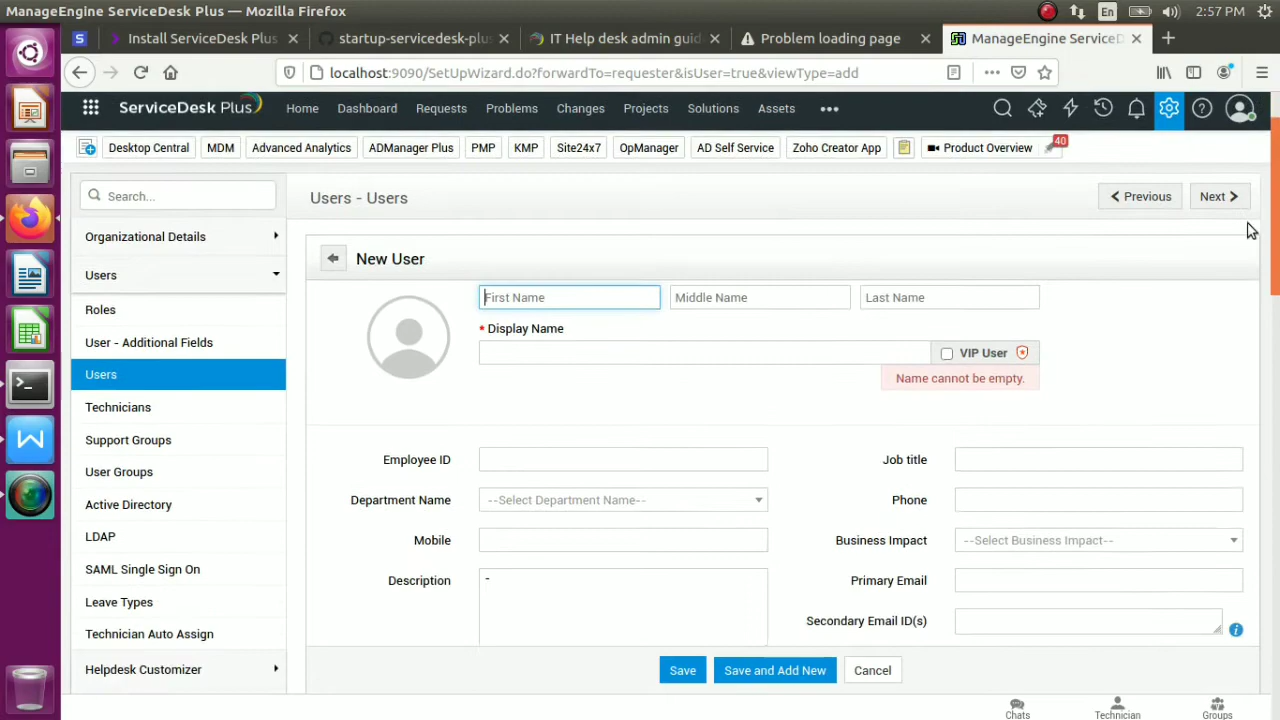 ManageEngine ServiceDesk Plus - Mozilla Firefox
En
2:57 PM
S
Install ServiceDesk Plus
startup-servicedesk-plus
IT Help desk admin guid
Problem loading page
ManageEngine ServiceD
localhost:9090/SetUpWizard.do?forwardTo=requester&isUser=true&viewType=add
ServiceDesk Plus
Home
Dashboard
Requests
Problems
Changes
Projects
Solutions
Assets
Desktop Central
MDM
Advanced Analytics
ADManager Plus
PMP
KMP
Site24x7
OpManager
AD Self Service
Zoho Creator App
Product Overview
40
Search...
Organizational Details
Users
Roles
User - Additional Fields
Users
Technicians
Support Groups
User Groups
Active Directory
LDAP
SAML Single Sign On
Leave Types
Technician Auto Assign
Helpdesk Customizer
Users - Users
Previous
Next
New User
First Name
Middle Name
Last Name
* Display Name
VIP User
Name cannot be empty.
Employee ID
Job title
Department Name
--Select Department Name--
Phone
Mobile
Business Impact
--Select Business Impact--
Description
-
Primary Email
Secondary Email ID(s)
Save
Save and Add New
Cancel
Chats
Technician
Groups